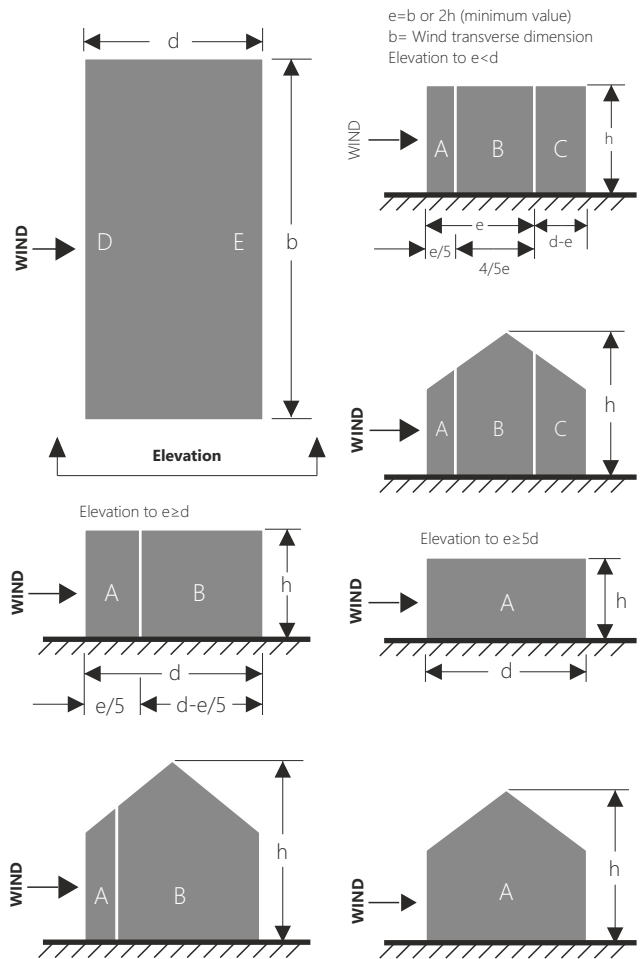 d
WIND
D
E
b
Elevation
e=b or 2h (minimum value)
b= Wind transverse dimension
Elevation to e<d
WIND
A
B
C
h
e
d-e
e/5
4/5e
WIND
A
B
C
h
Elevation to e≥d
WIND
A
B
h
d
e/5
d-e/5
Elevation to e≥5d
WIND
A
h
d
WIND
A
B
h
WIND
A
h